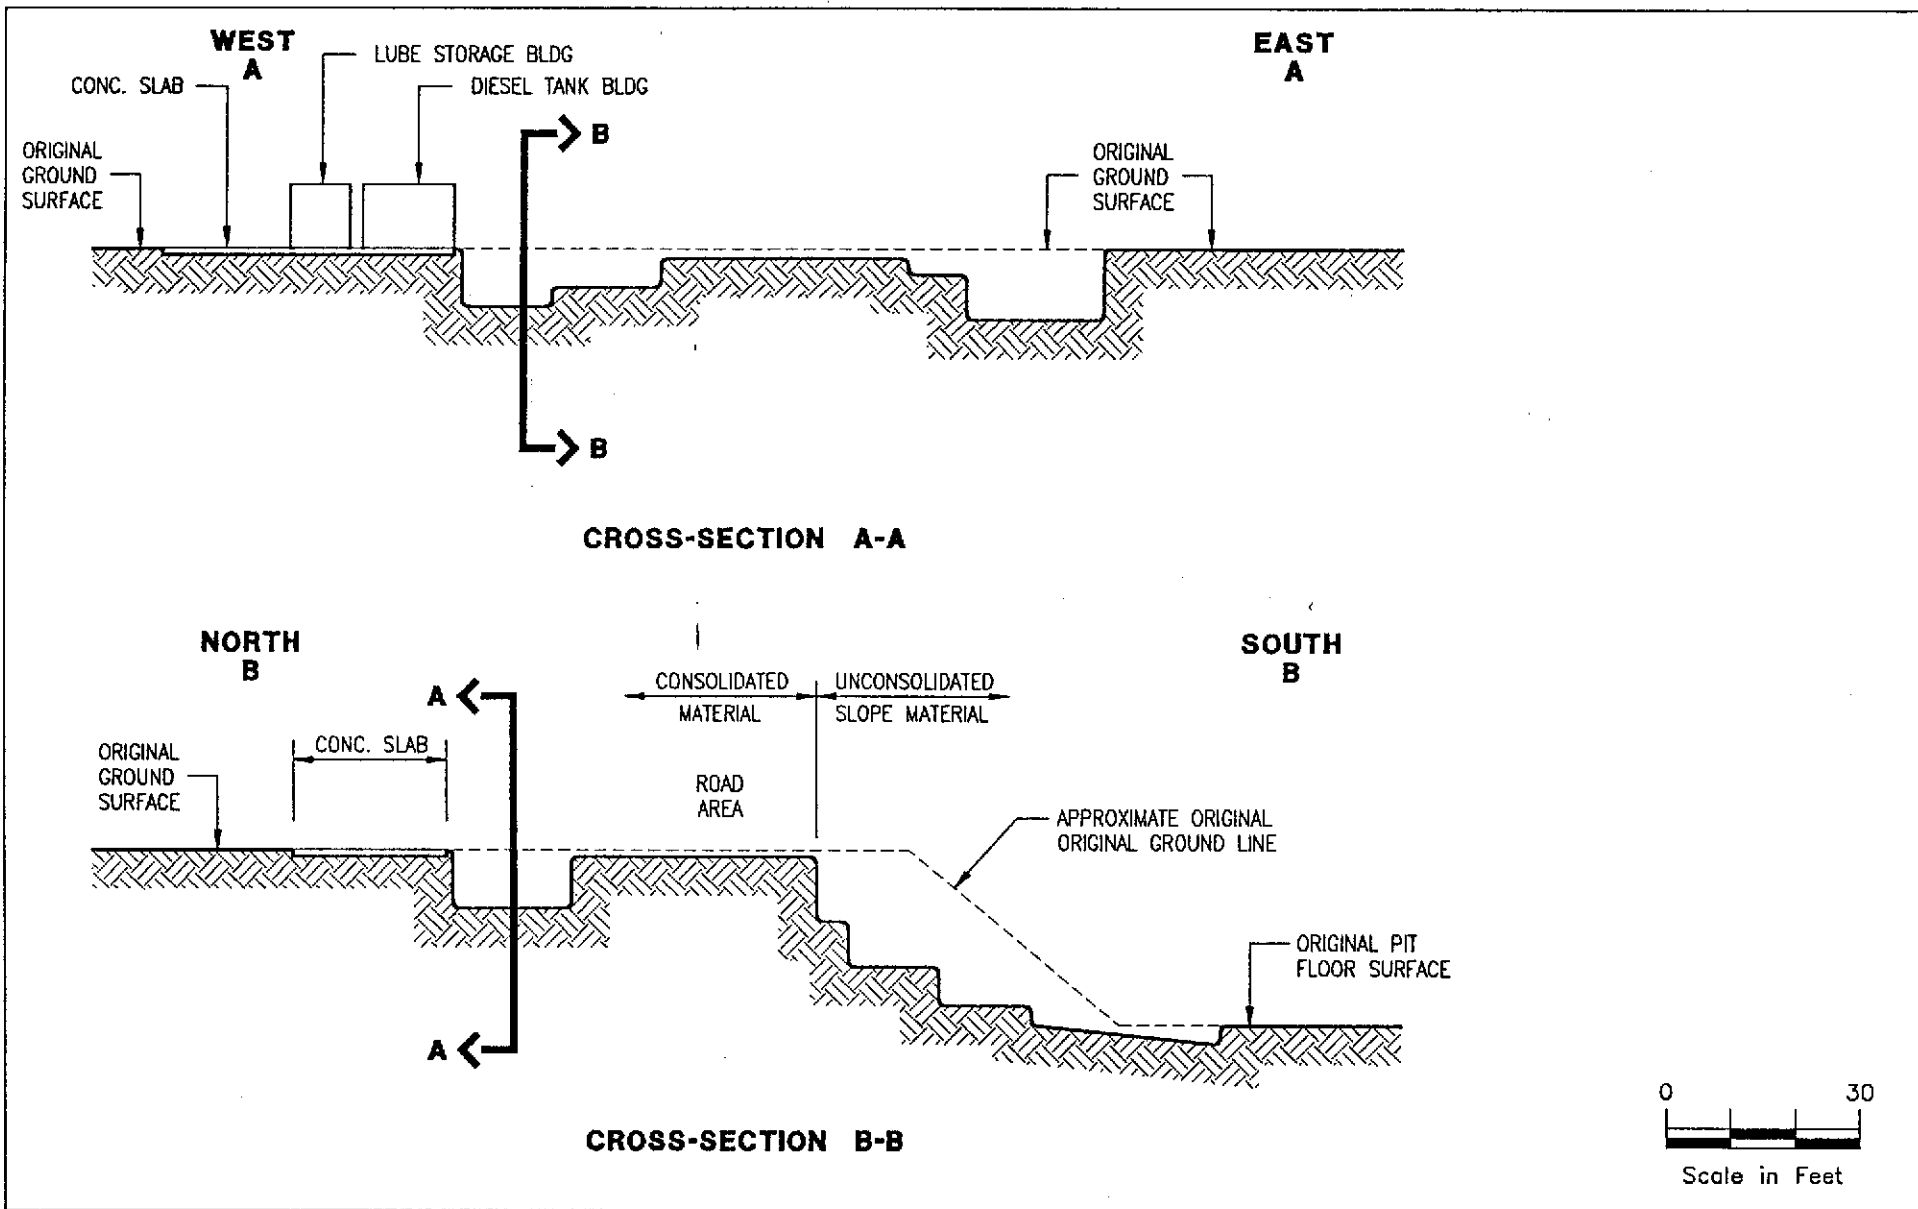 WEST
A
LUBE STORAGE BLDG
CONC. SLAB
DIESEL TANK BLDG
EAST
A
B
ORIGINAL
GROUND
SURFACE
ORIGINAL
GROUND
SURFACE
B
CROSS-SECTION A-A
NORTH
B
SOUTH
B
A
CONSOLIDATED
MATERIAL
UNCONSOLIDATED
SLOPE MATERIAL
ORIGINAL
GROUND
SURFACE
CONC. SLAB
ROAD
AREA
APPROXIMATE ORIGINAL
ORIGINAL GROUND LINE
ORIGINAL PIT
FLOOR SURFACE
A
CROSS-SECTION B-B
0 30
Scale in Feet